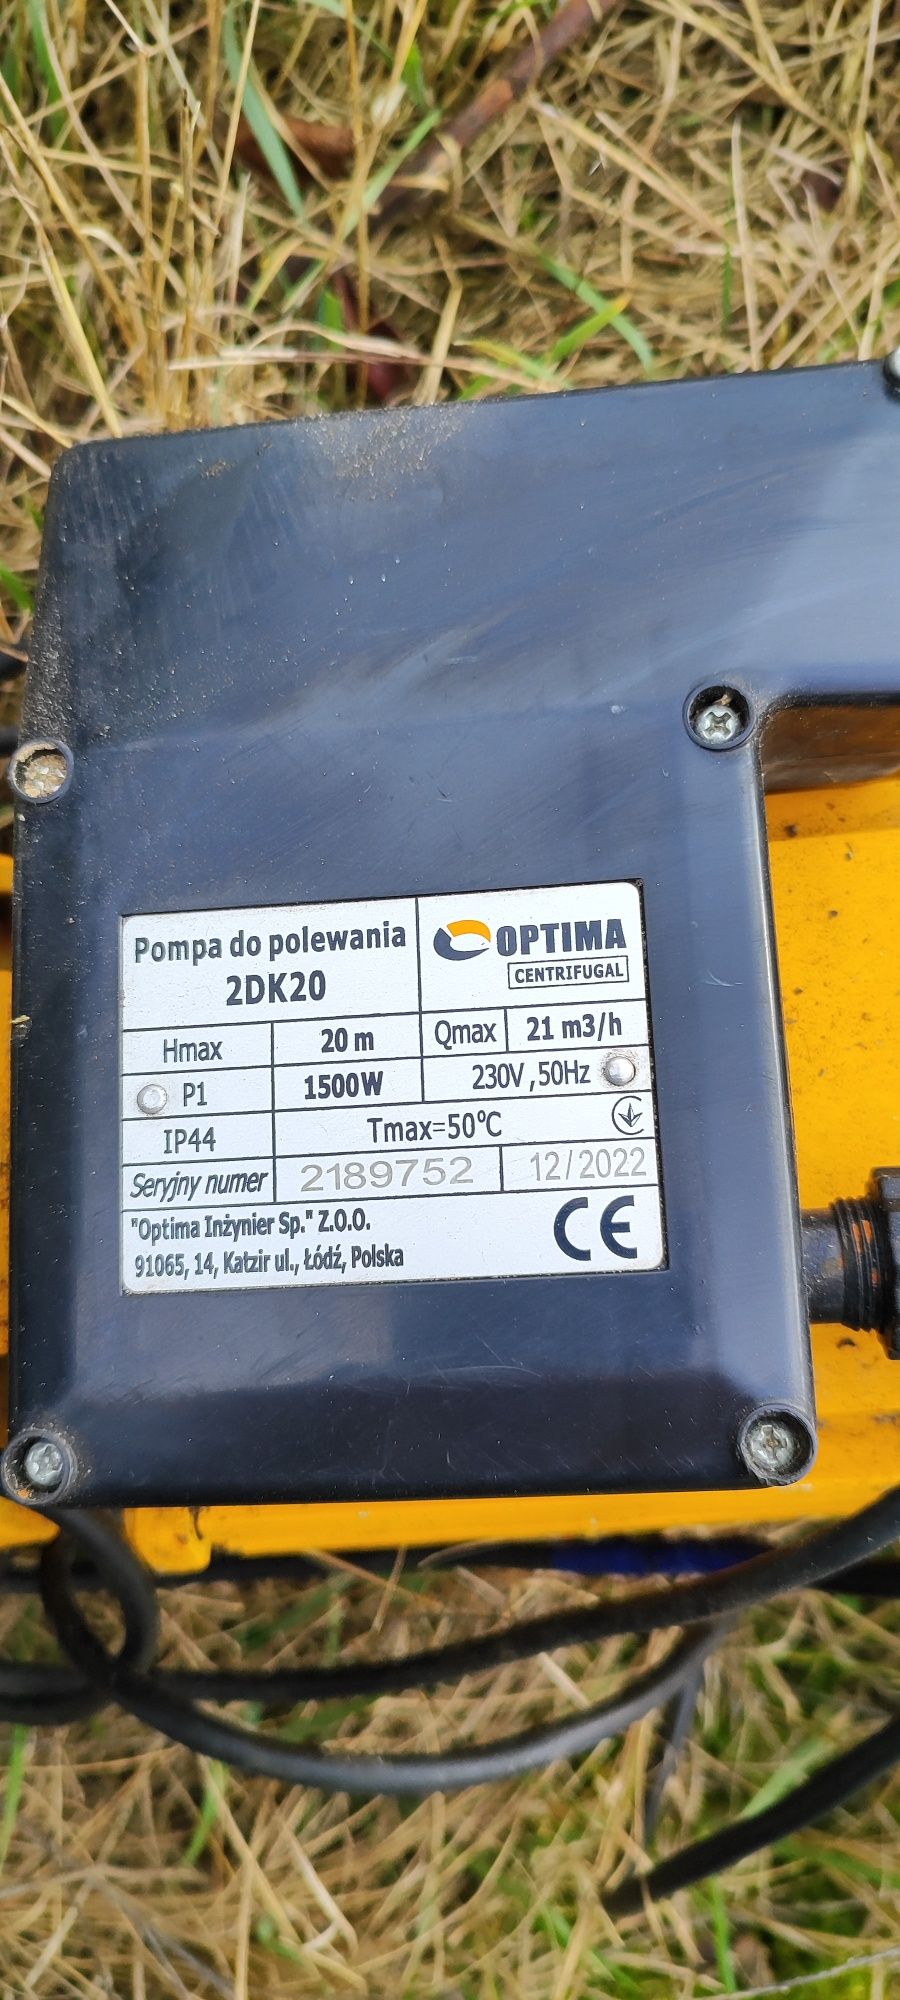 Pompa do polewania
2DK20
OPTIMA
CENTRIFUGAL
Hmax 20 m Qmax 21 m3/h
P1 1500W 230V,50Hz
IP44 Tmax=50°C
Seryjny numer 2189752 12/2022
"Optima Inżynier Sp." Z.O.O.
91065, 14, Katzir ul., Łódź, Polska
CE